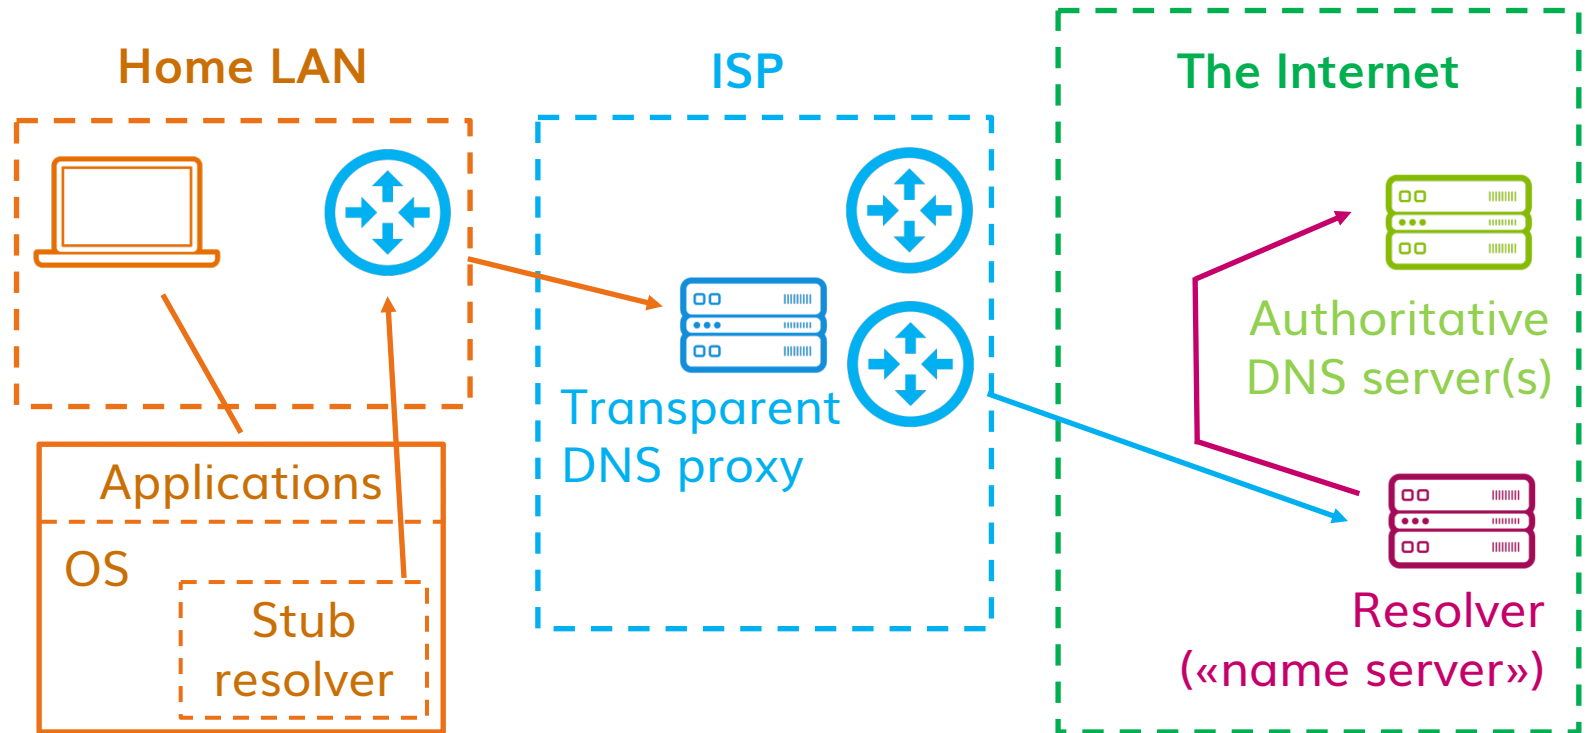 Home LAN
ISP
The Internet
Transparent
DNS proxy
Authoritative
DNS server(s)
Applications
OS
Stub
resolver
Resolver
(«name server»)